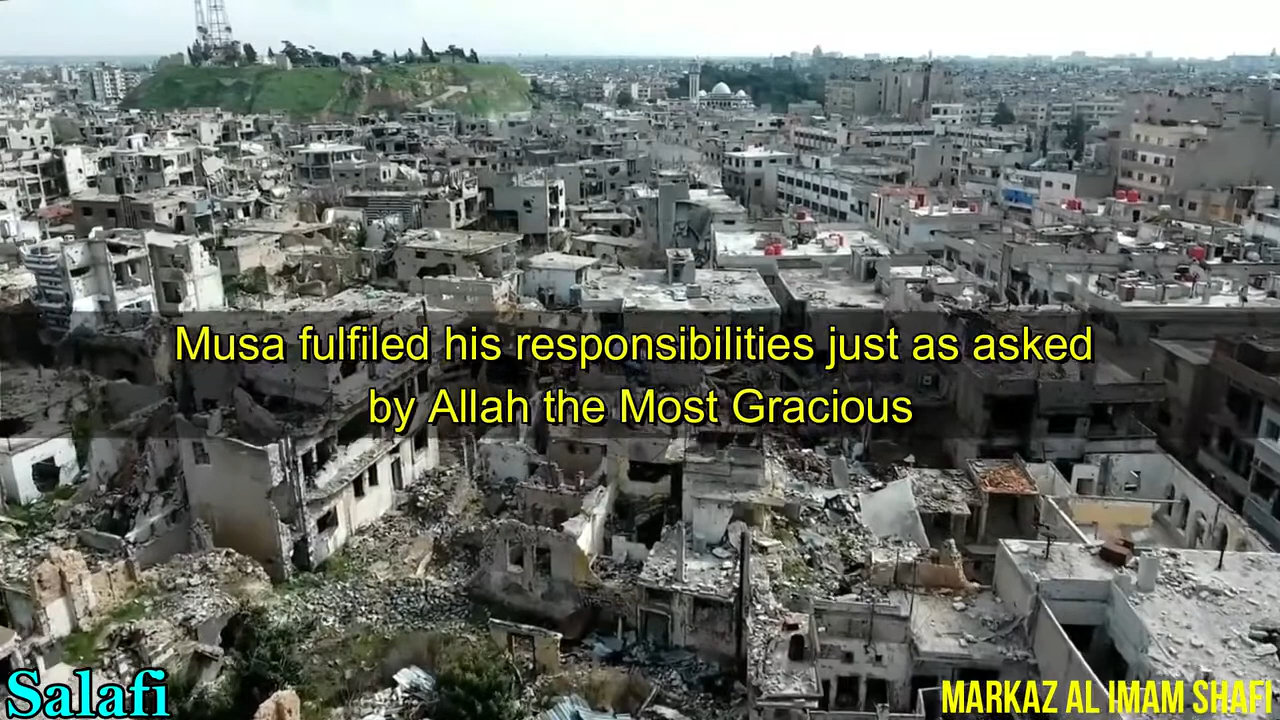 Musa fulfiled his responsibilities just as asked
by Allah the Most Gracious
Salafi
MARKAZ AL IMAM SHAFI